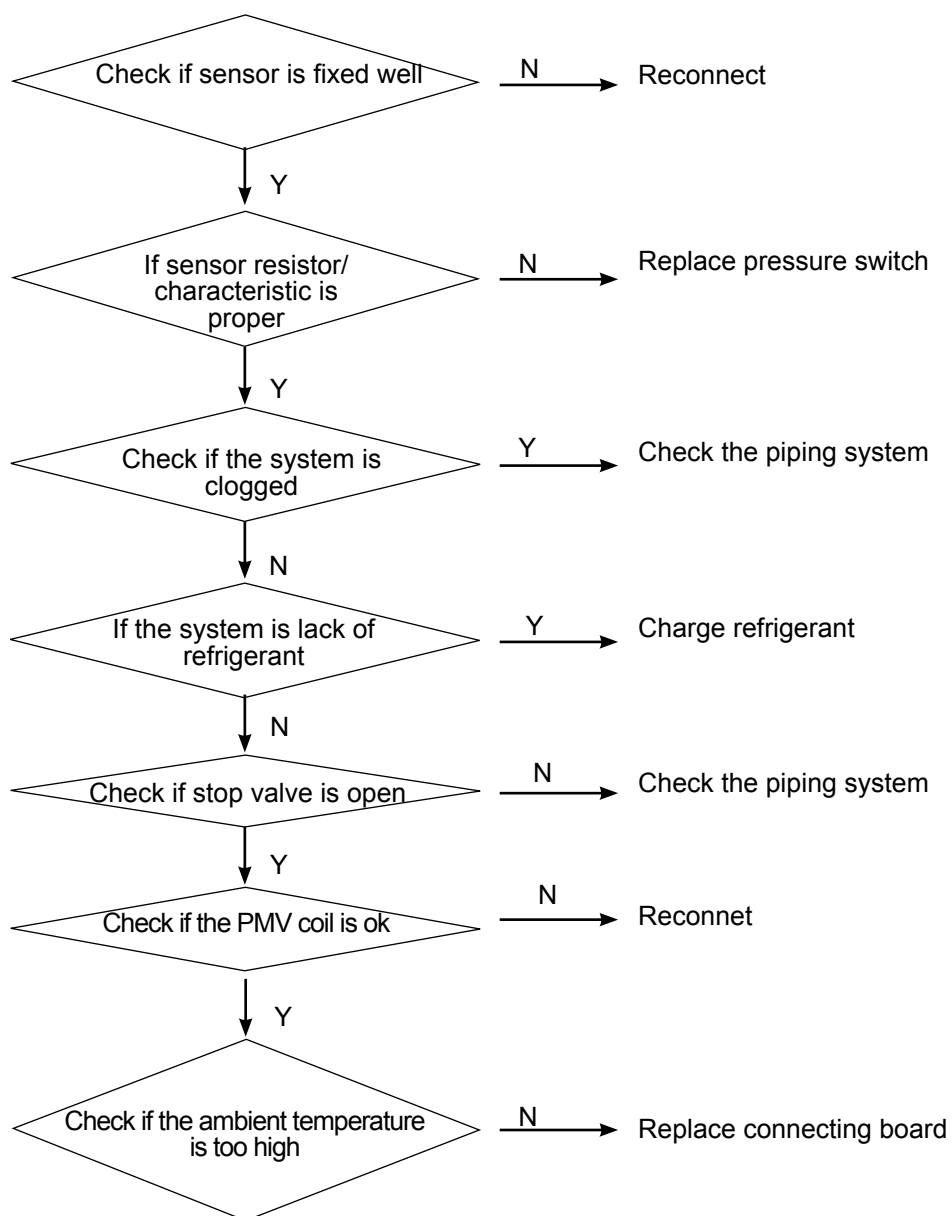 Check if sensor is fixed well
N
Reconnect
Y
If sensor resistor/
characteristic is
proper
N
Replace pressure switch
Y
Check if the system is
clogged
Y
Check the piping system
N
If the system is lack of
refrigerant
Y
Charge refrigerant
N
Check if stop valve is open
N
Check the piping system
Y
Check if the PMV coil is ok
N
Reconnet
Y
Check if the ambient temperature
is too high
N
Replace connecting board